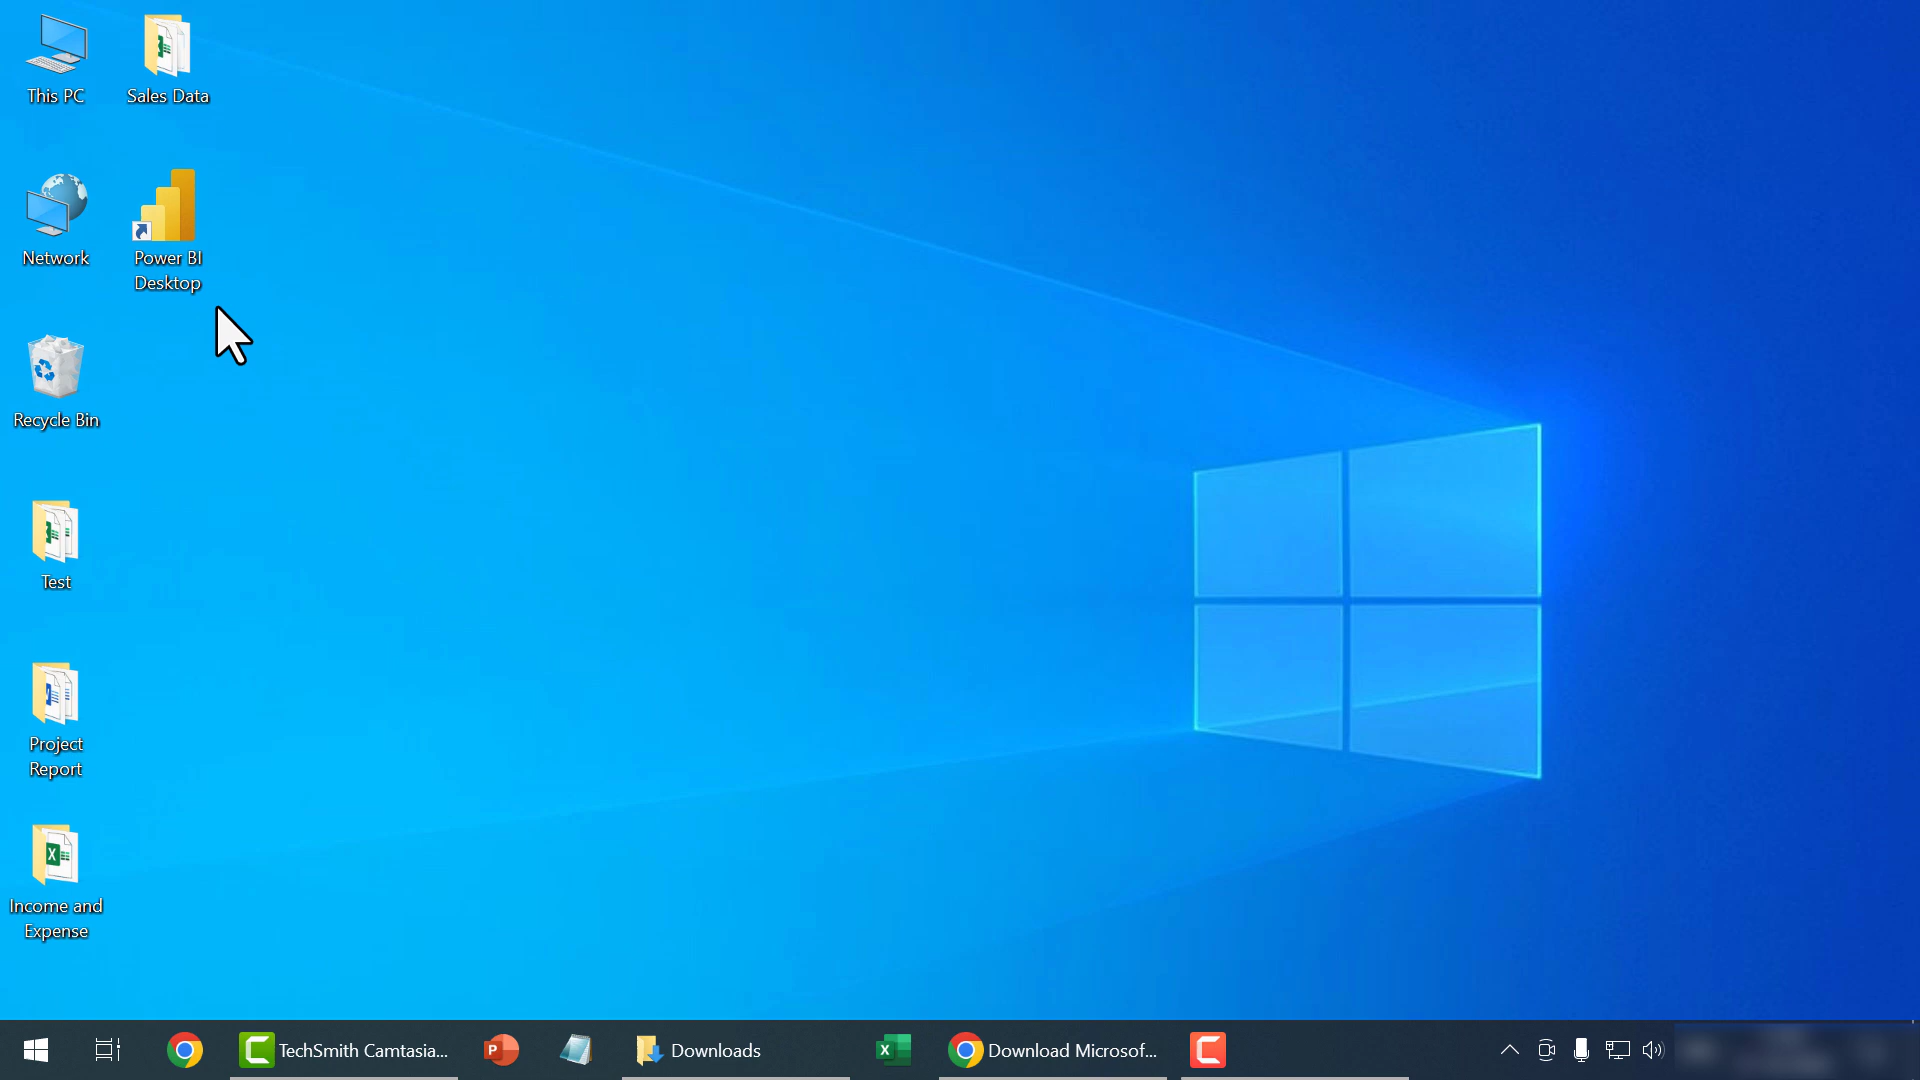 This PC
Sales Data
Network
Power BI
Desktop
Recycle Bin
Test
Project
Report
Income and
Expense
TechSmith Camtasia...
Downloads
Download Microsof...